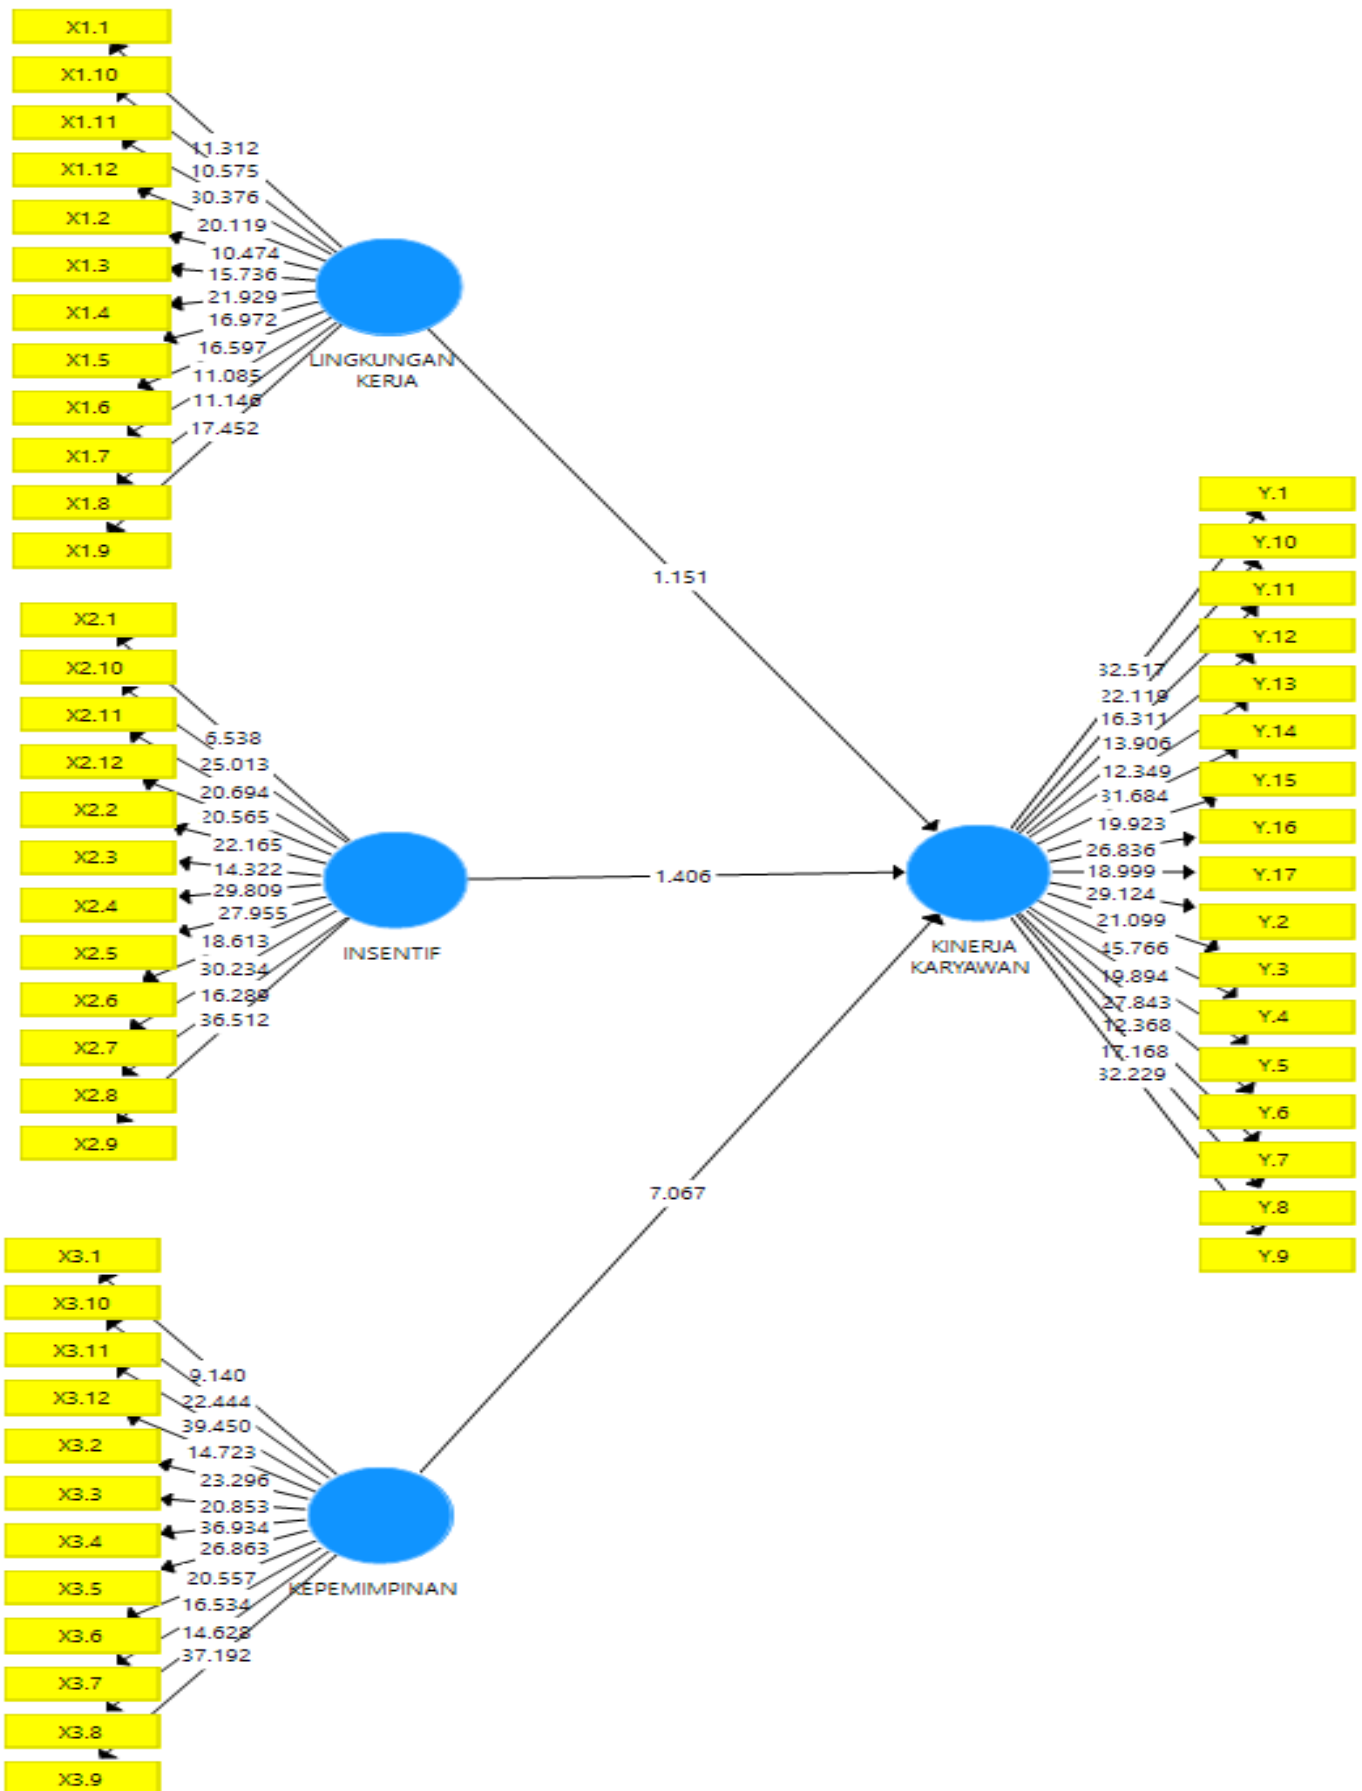 X1.1
X1.10
X1.11
X1.12
X1.2
X1.3
X1.4
X1.5
X1.6
X1.7
X1.8
X1.9
11.312
10.575
30.376
20.119
10.474
15.736
21.929
16.972
16.597
11.085
11.146
17.452
LINGKUNGAN
KERJA
1.151
X2.1
X2.10
X2.11
X2.12
X2.2
X2.3
X2.4
X2.5
X2.6
X2.7
X2.8
X2.9
6.538
25.013
20.694
20.565
22.165
14.322
29.809
27.955
18.613
30.234
16.289
36.512
INSENTIF
1.406
X3.1
X3.10
X3.11
X3.12
X3.2
X3.3
X3.4
X3.5
X3.6
X3.7
X3.8
X3.9
9.140
22.444
39.450
14.723
23.296
20.853
36.934
26.863
20.557
16.534
14.628
37.192
KEPEMIMPINAN
7.067
KINERJA
KARYAWAN
32.517
22.119
16.311
13.906
12.349
31.684
19.923
26.836
18.999
29.124
21.099
45.766
19.894
27.843
12.368
17.168
32.229
Y.1
Y.10
Y.11
Y.12
Y.13
Y.14
Y.15
Y.16
Y.17
Y.2
Y.3
Y.4
Y.5
Y.6
Y.7
Y.8
Y.9